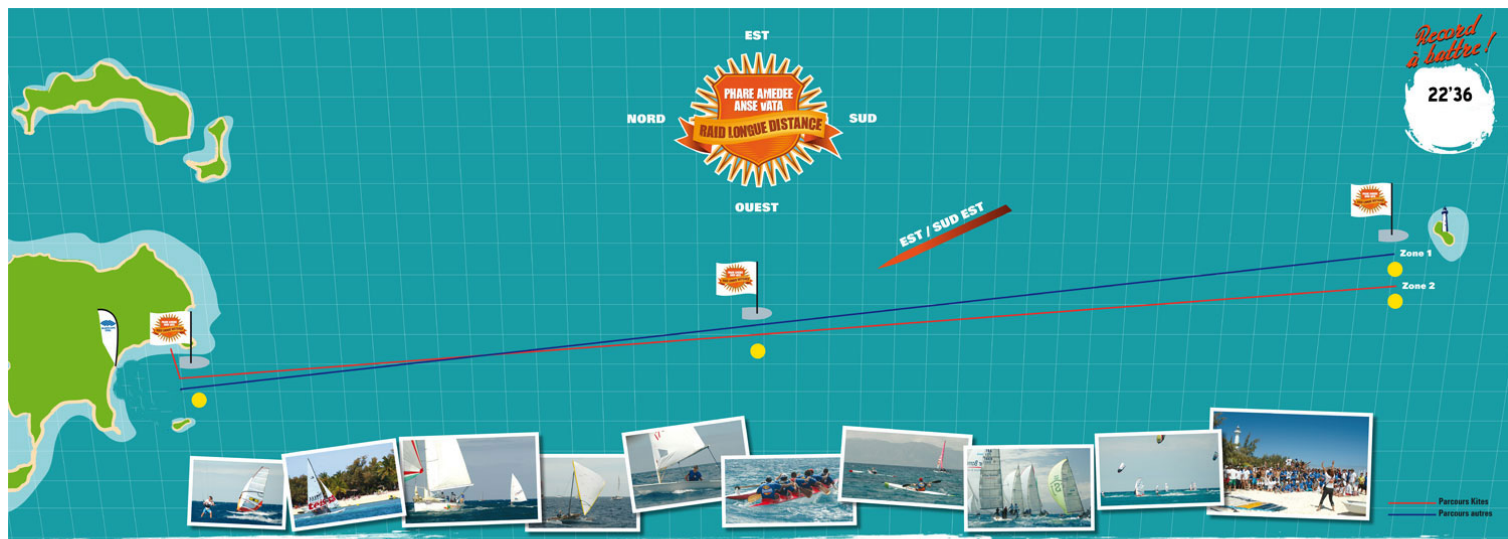 EST
Record
à battre !
22'36
PHARE AMEDEE
ANSE VATA
NORD
SUD
RAID LONGUE DISTANCE
OUEST
EST / SUD EST
Zone 1
Zone 2
Parcours Kites
Parcours autres